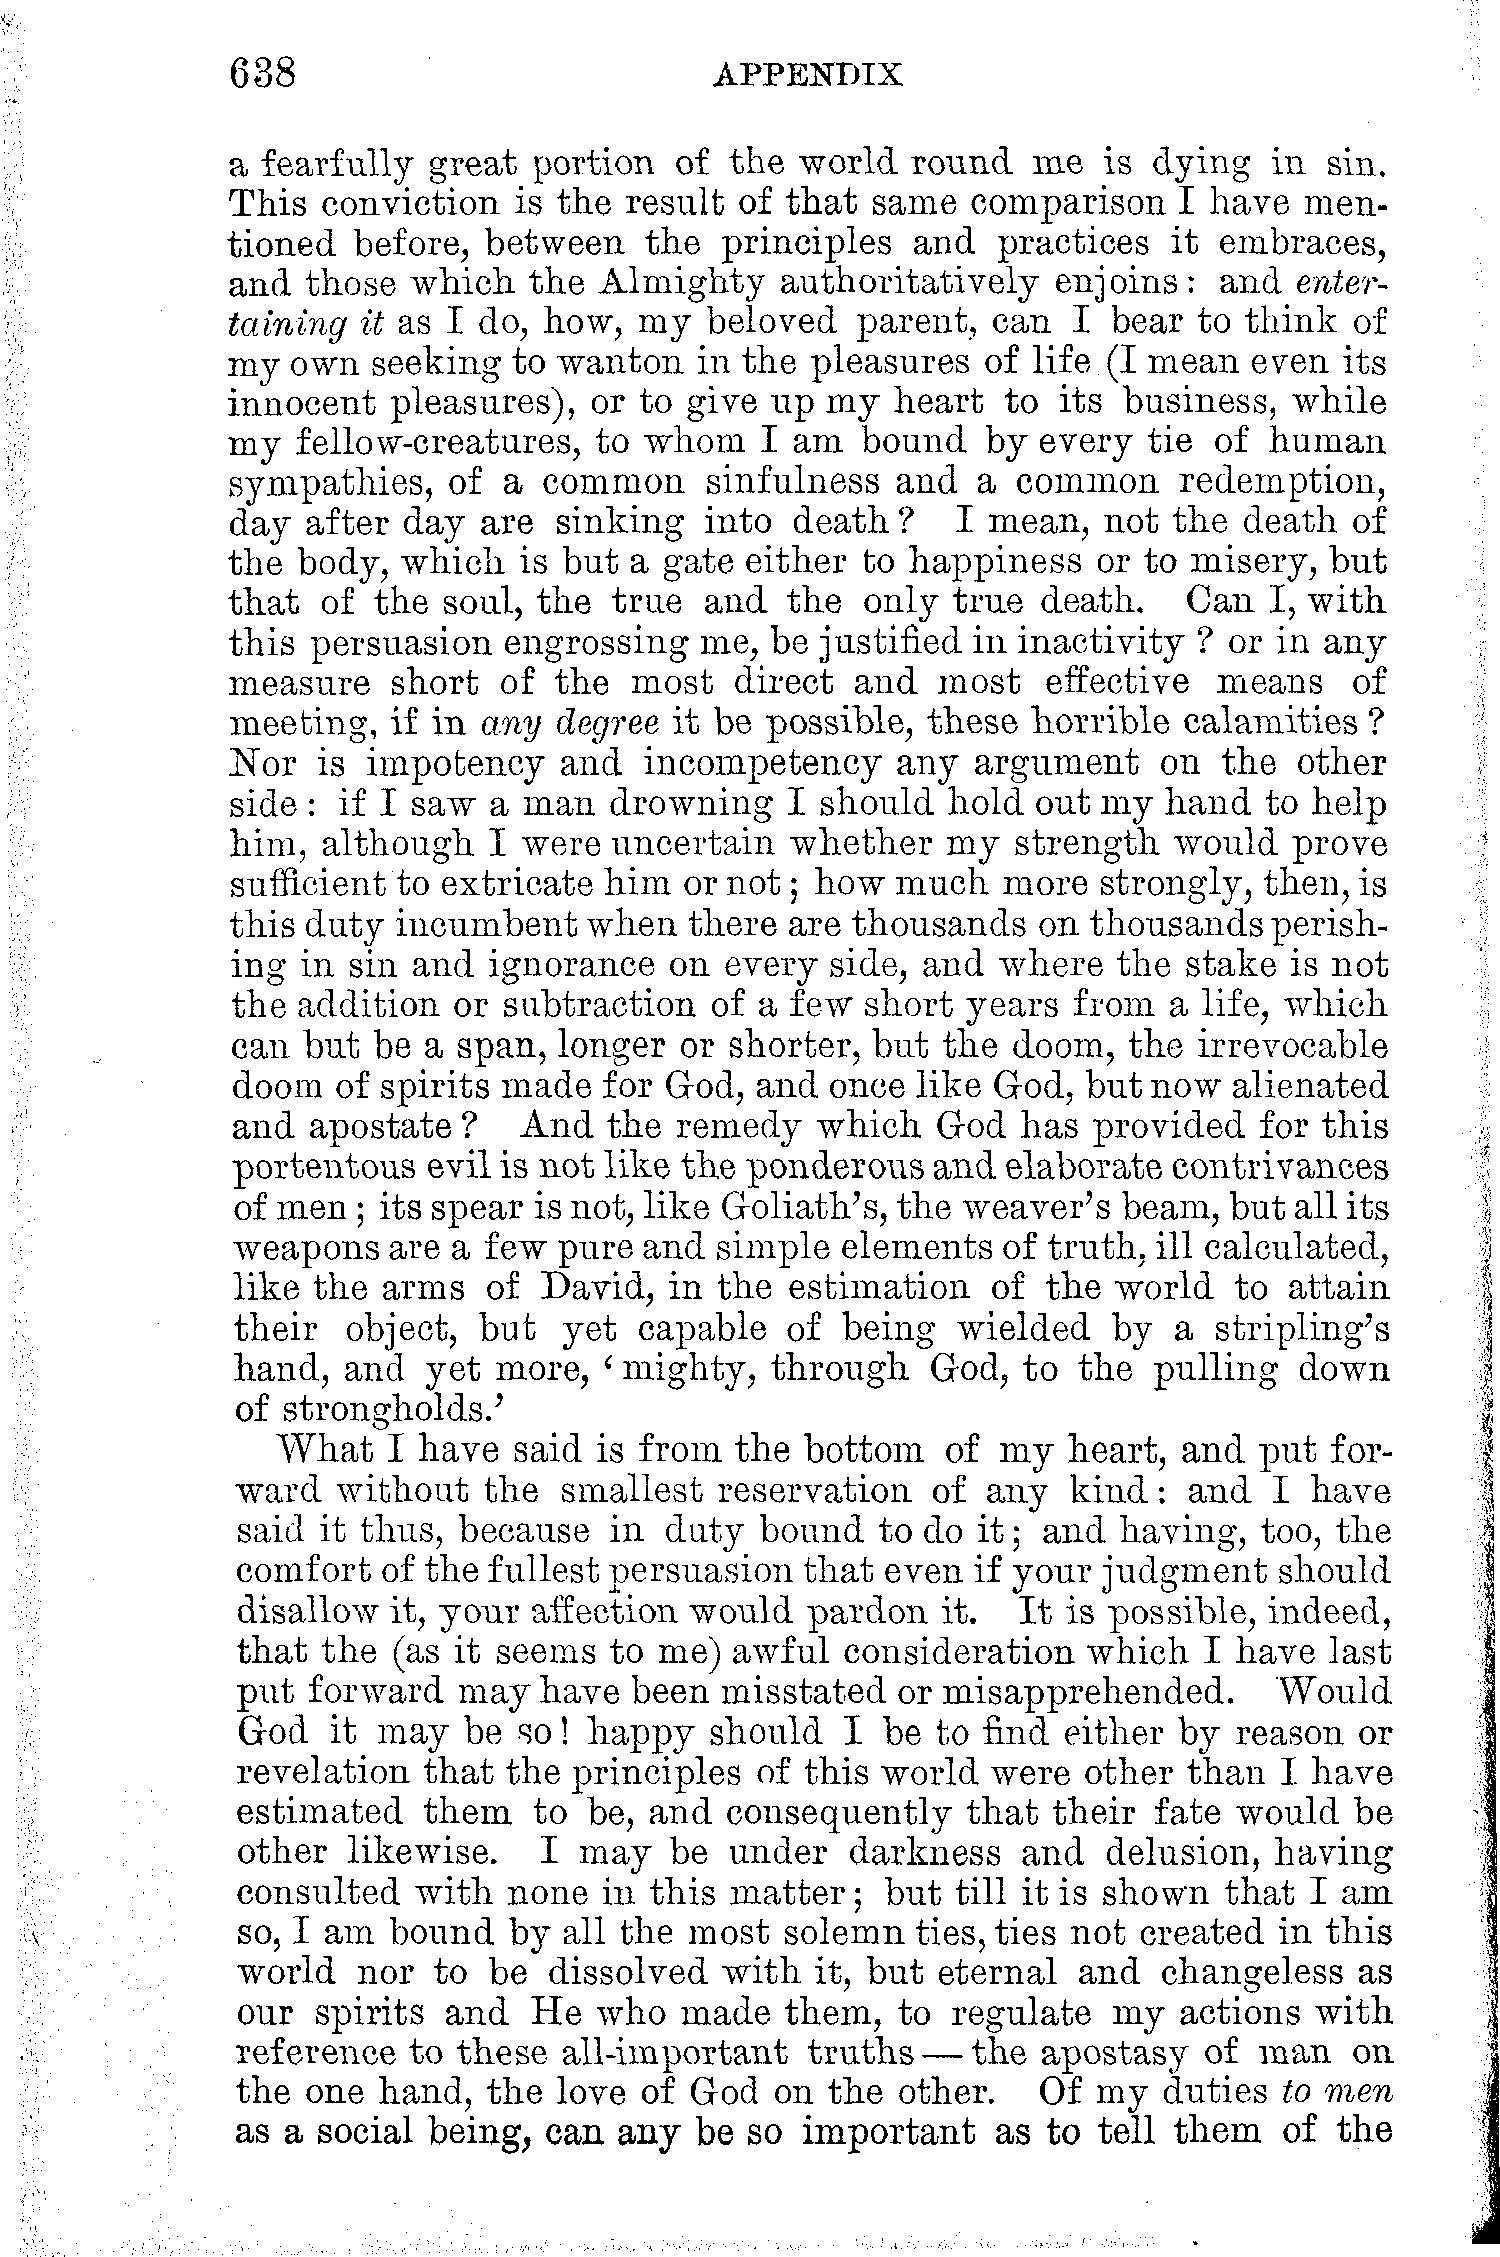 638 APPENDIX
a fearfully great portion of the world round me is dying in sin.
This conviction is the result of that same comparison I have men-
tioned before, between the principles and practices it embraces,
and those which the Almighty authoritatively enjoins: and enter-
taining it as I do, how, my beloved parent, can I bear to think of
my own seeking to wanton in the pleasures of life (I mean even its
innocent pleasures), or to give up my heart to its business, while
my fellow-creatures, to whom I am bound by every tie of human
sympathies, of a common sinfulness and a common redemption,
day after day are sinking into death? I mean, not the death of
the body, which is but a gate either to happiness or to misery, but
that of the soul, the true and the only true death. Can I, with
this persuasion engrossing me, be justified in inactivity? or in any
measure short of the most direct and most effective means of
meeting, if in any degree it be possible, these horrible calamities?
Nor is impotency and incompetency any argument on the other
side: if I saw a man drowning I should hold out my hand to help
him, although I were uncertain whether my strength would prove
sufficient to extricate him or not; how much more strongly, then, is
this duty incumbent when there are thousands on thousands perish-
ing in sin and ignorance on every side, and where the stake is not
the addition or subtraction of a few short years from a life, which
can but be a span, longer or shorter, but the doom, the irrevocable
doom of spirits made for God, and once like God, but now alienated
and apostate? And the remedy which God has provided for this
portentous evil is not like the ponderous and elaborate contrivances
of men; its spear is not, like Goliath's, the weaver's beam, but all its
weapons are a few pure and simple elements of truth, ill calculated,
like the arms of David, in the estimation of the world to attain
their object, but yet capable of being wielded by a stripling's
hand, and yet more, ‘mighty, through God, to the pulling down
of strongholds.’
What I have said is from the bottom of my heart, and put for-
ward without the smallest reservation of any kind: and I have
said it thus, because in duty bound to do it; and having, too, the
comfort of the fullest persuasion that even if your judgment should
disallow it, your affection would pardon it. It is possible, indeed,
that the (as it seems to me) awful consideration which I have last
put forward may have been misstated or misapprehended. Would
God it may be so! happy should I be to find either by reason or
revelation that the principles of this world were other than I have
estimated them to be, and consequently that their fate would be
other likewise. I may be under darkness and delusion, having
consulted with none in this matter; but till it is shown that I am
so, I am bound by all the most solemn ties, ties not created in this
world nor to be dissolved with it, but eternal and changeless as
our spirits and He who made them, to regulate my actions with
reference to these all-important truths—the apostasy of man on
the one hand, the love of God on the other. Of my duties to men
as a social being, can any be so important as to tell them of the